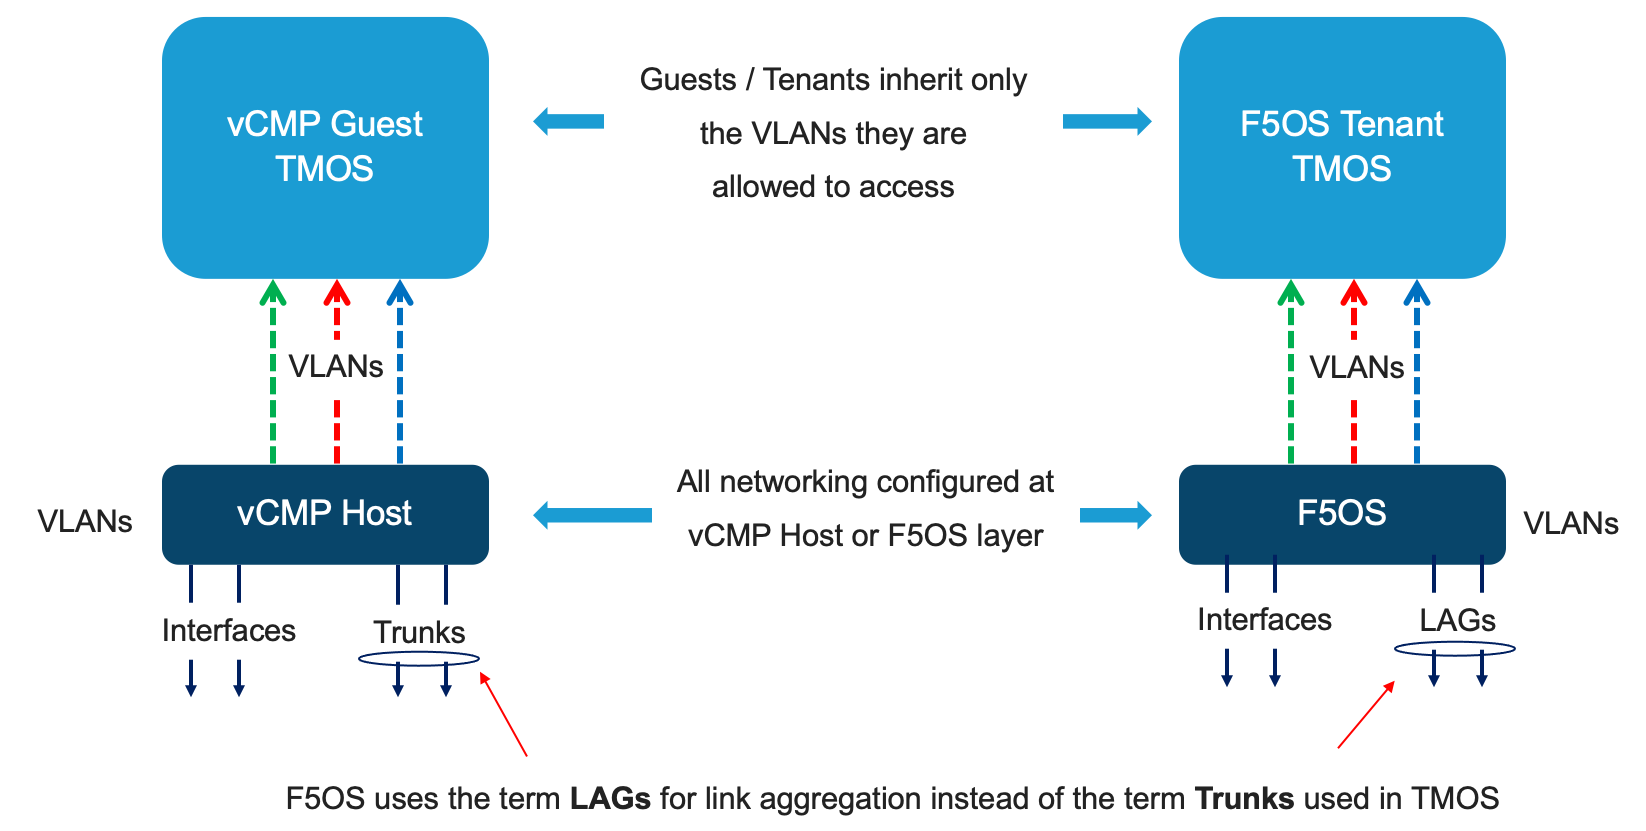 vCMP Guest
TMOS
Guests / Tenants inherit only
the VLANs they are
allowed to access
F5OS Tenant
TMOS
VLANs
VLANs
VLANs
vCMP Host
All networking configured at
vCMP Host or F5OS layer
F5OS
VLANs
Interfaces
Trunks
Interfaces
LAGs
F5OS uses the term LAGs for link aggregation instead of the term Trunks used in TMOS